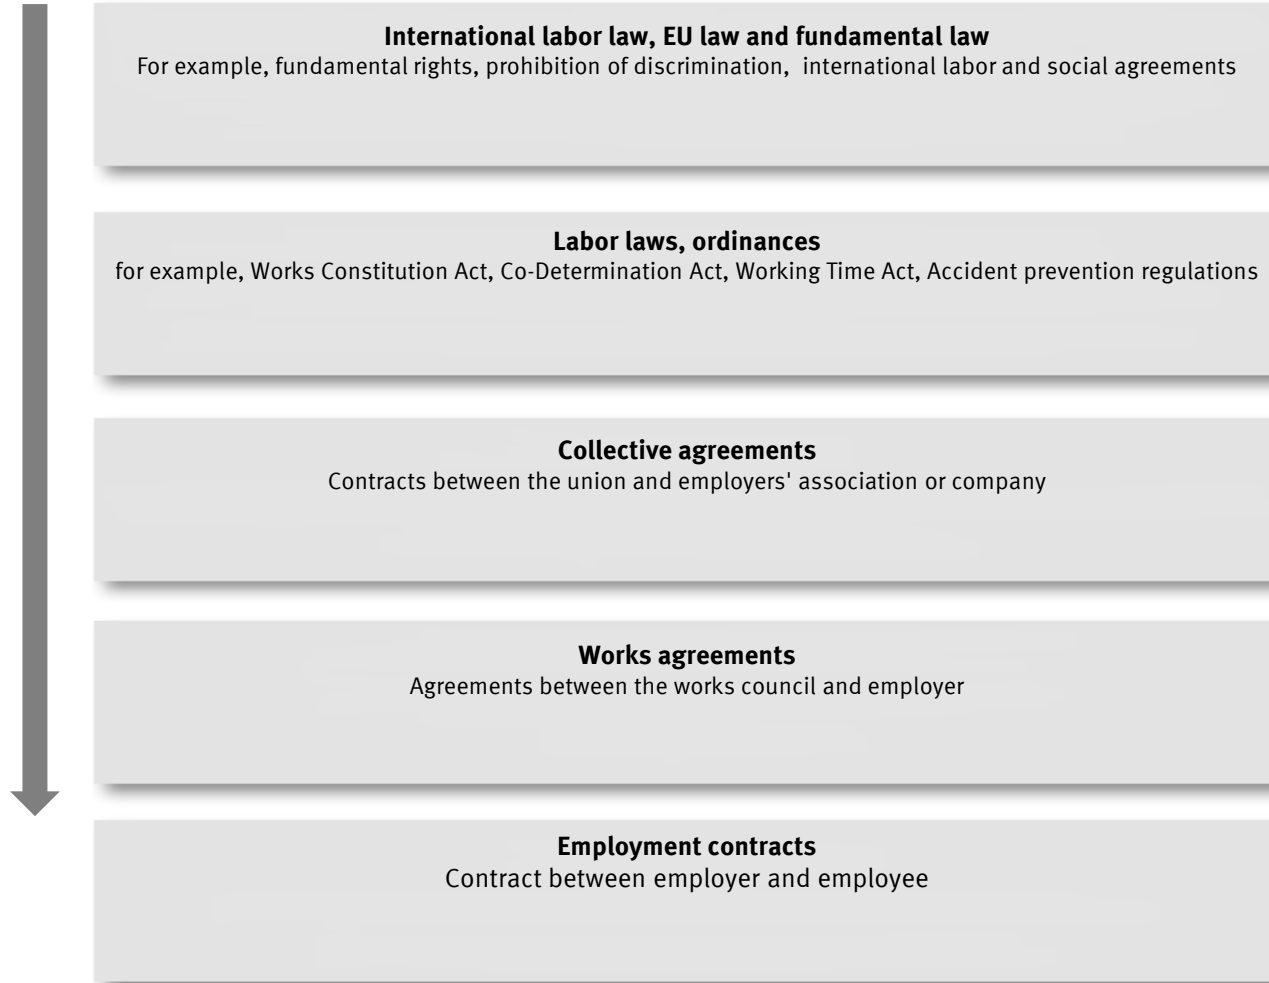 International labor law, EU law and fundamental law
For example, fundamental rights, prohibition of discrimination,  international labor and social agreements
Labor laws, ordinances
for example, Works Constitution Act, Co-Determination Act, Working Time Act, Accident prevention regulations
Collective agreements
Contracts between the union and employers' association or company
Works agreements
Agreements between the works council and employer
Employment contracts
Contract between employer and employee